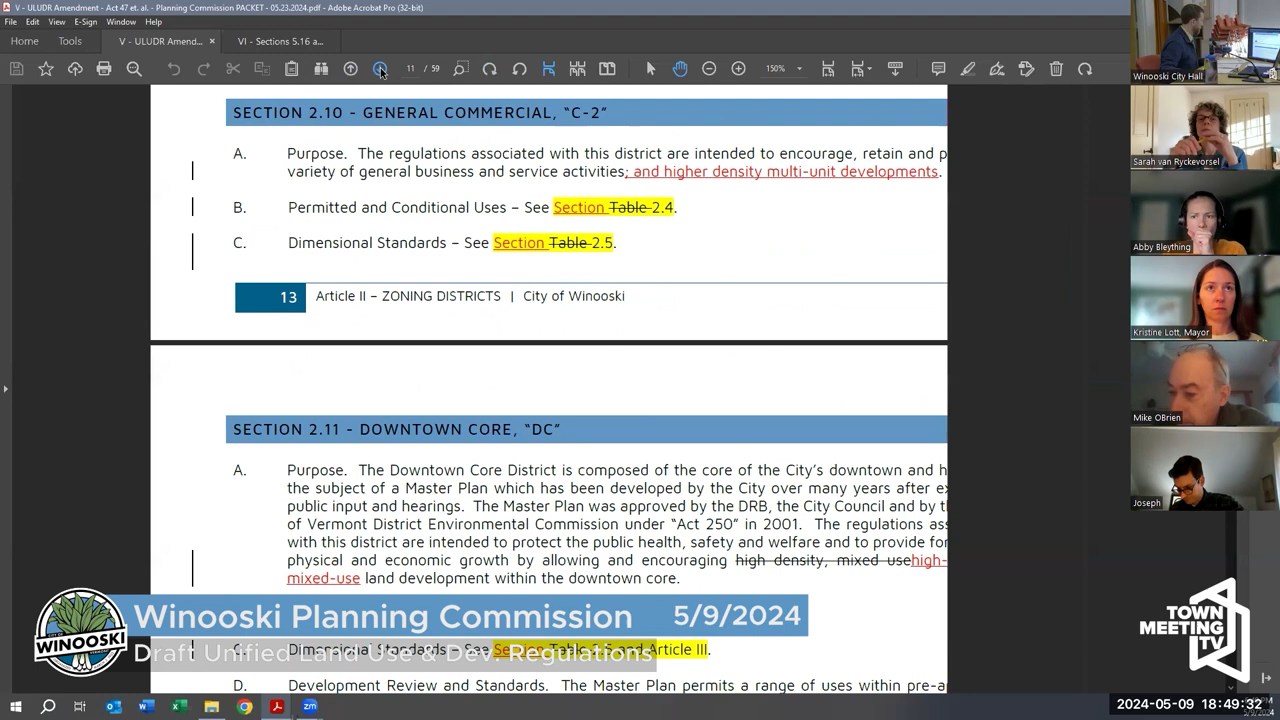 V - ULUDR Amendment - Act 47 et. al. - Planning Commission PACKET - 05.23.2024.pdf - Adobe Acrobat Pro (32-bit)
File Edit View E-Sign Window Help
Home Tools V - ULUDR Amend... × VI - Sections 5.16 a...
11 / 59 150%
SECTION 2.10 - GENERAL COMMERCIAL, "C-2"
A. Purpose. The regulations associated with this district are intended to encourage, retain and p
variety of general business and service activities; and higher density multi-unit developments.
B. Permitted and Conditional Uses – See Section Table 2.4.
C. Dimensional Standards – See Section Table 2.5.
13 Article II – ZONING DISTRICTS | City of Winooski
SECTION 2.11 - DOWNTOWN CORE, "DC"
A. Purpose. The Downtown Core District is composed of the core of the City's downtown and h
the subject of a Master Plan which has been developed by the City over many years after ex
public input and hearings. The Master Plan was approved by the DRB, the City Council and by th
of Vermont District Environmental Commission under "Act 250" in 2001. The regulations ass
with this district are intended to protect the public health, safety and welfare and to provide for
physical and economic growth by allowing and encouraging high density, mixed usehigh-
mixed-use land development within the downtown core.
Dimensional Standards – See Section Table 2.5 and Article III.
D. Development Review and Standards. The Master Plan permits a range of uses within pre-a
Winooski Planning Commission 5/9/2024
Draft Unified Land Use & Dev. Regulations
CITY OF
WINOOSKI
Winooski City Hall
Sarah van Ryckevorsel
Abby Bleything
Kristine Lott, Mayor
Mike OBrien
Joseph
TOWN
MEETING
TV
2024-05-09 18:49:32